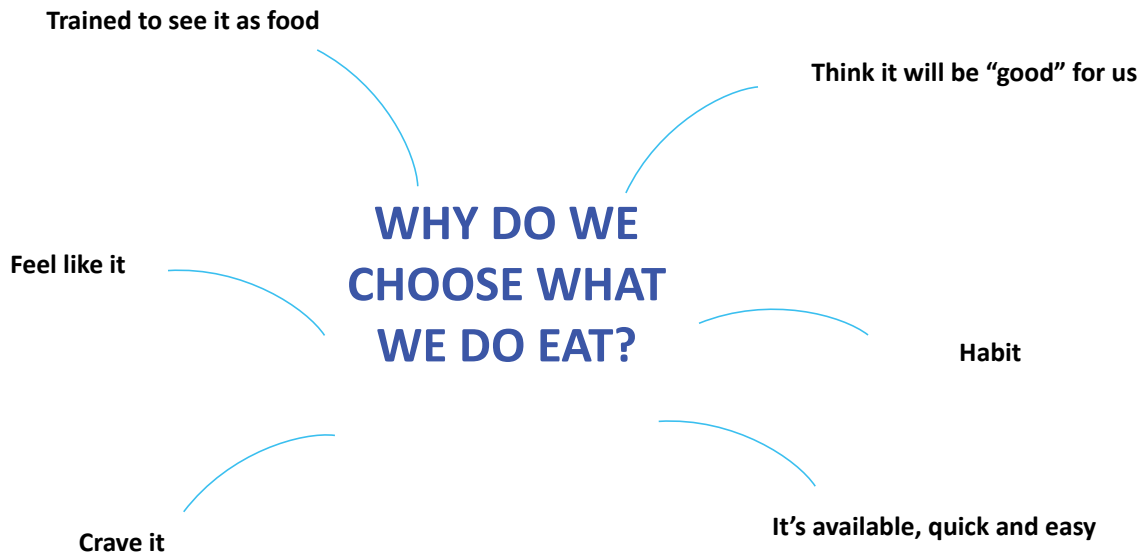 Trained to see it as food
Think it will be “good” for us
WHY DO WE
CHOOSE WHAT
WE DO EAT?
Feel like it
Habit
Crave it
It’s available, quick and easy